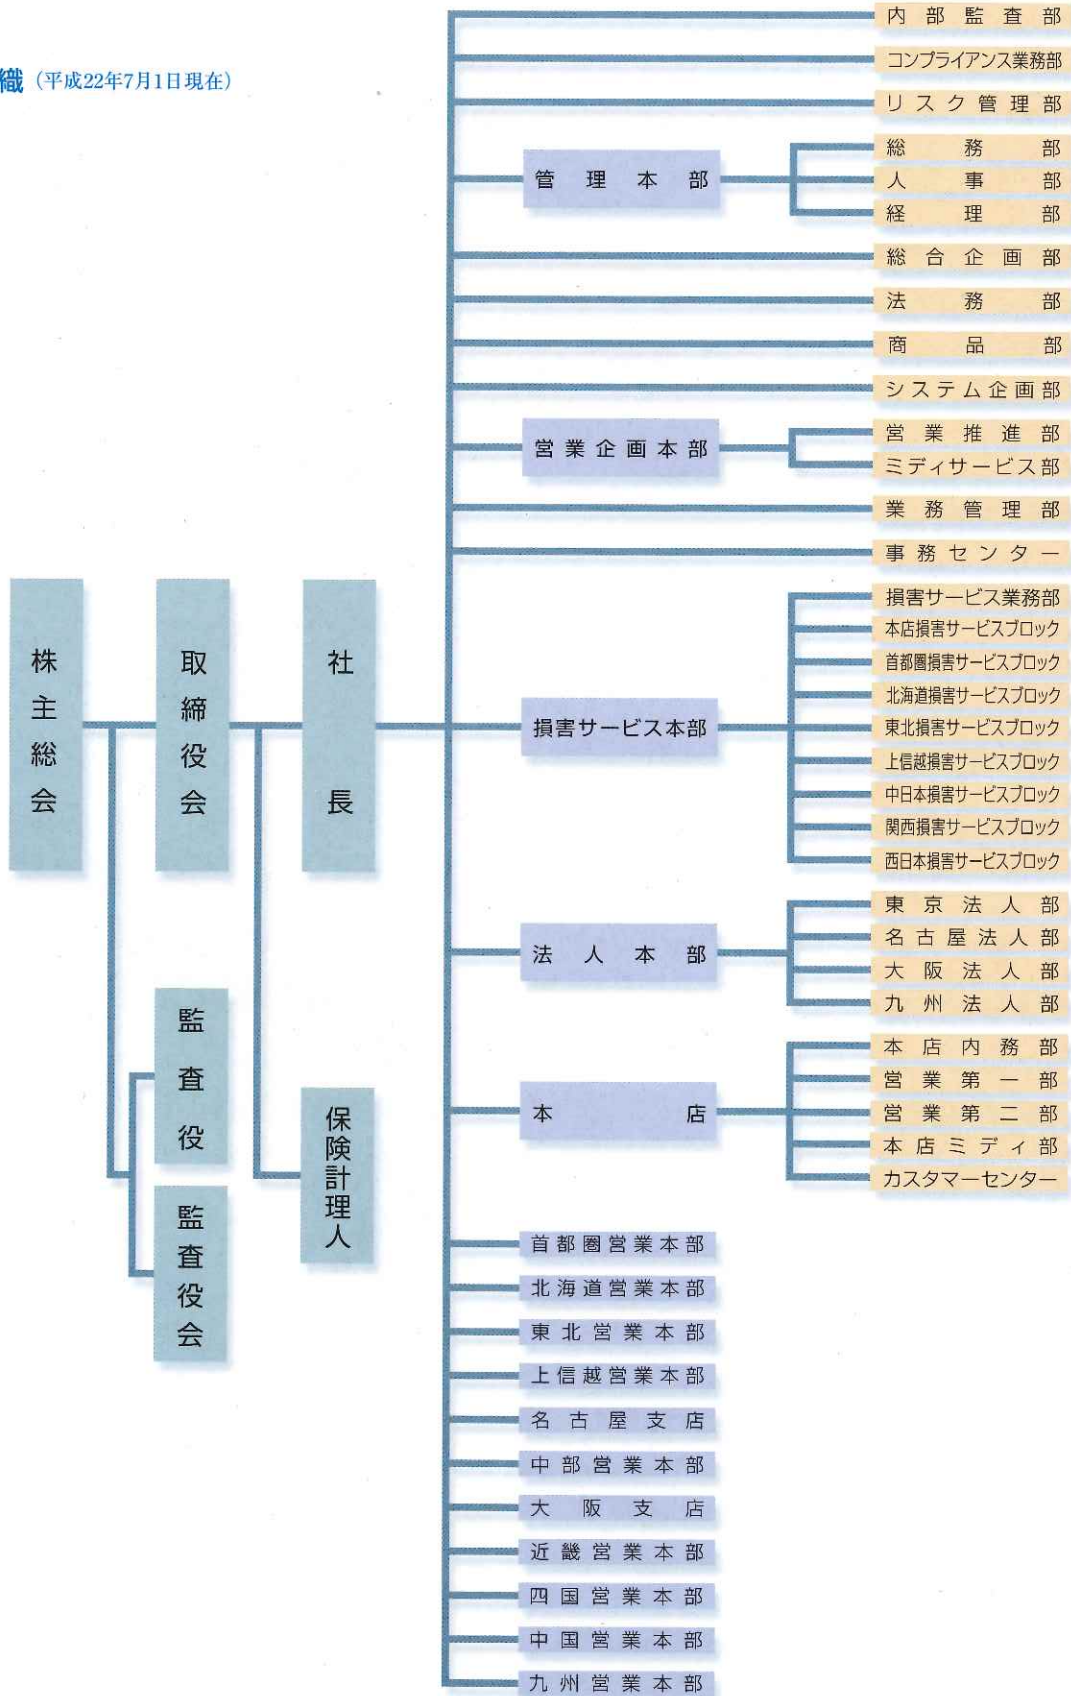 織（平成22年7月1日現在）
株主総会
取締役会
社長
監査役
監査役会
保険計理人
内部監査部
コンプライアンス業務部
リスク管理部
管理本部
総務部
人事部
経理部
総合企画部
法務部
商品部
システム企画部
営業企画本部
営業推進部
ミディサービス部
業務管理部
事務センター
損害サービス本部
損害サービス業務部
本店損害サービスブロック
首都圏損害サービスブロック
北海道損害サービスブロック
東北損害サービスブロック
上信越損害サービスブロック
中日本損害サービスブロック
関西損害サービスブロック
西日本損害サービスブロック
法人本部
東京法人部
名古屋法人部
大阪法人部
九州法人部
本店
本店内務部
営業第一部
営業第二部
本店ミディ部
カスタマーセンター
首都圏営業本部
北海道営業本部
東北営業本部
上信越営業本部
名古屋支店
中部営業本部
大阪支店
近畿営業本部
四国営業本部
中国営業本部
九州営業本部